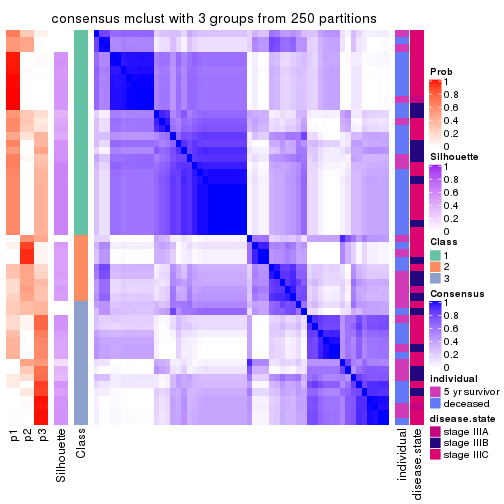 consensus mclust with 3 groups from 250 partitions
Prob
1
0.8
0.6
0.4
0.2
0
Silhouette
1
0.8
0.6
0.4
0.2
0
Class
1
2
3
Consensus
1
0.8
0.6
0.4
0.2
0
individual
5 yr survivor
deceased
disease.state
stage IIIA
stage IIIB
stage IIIC
p1
p2
p3
Silhouette
Class
individual
disease.state